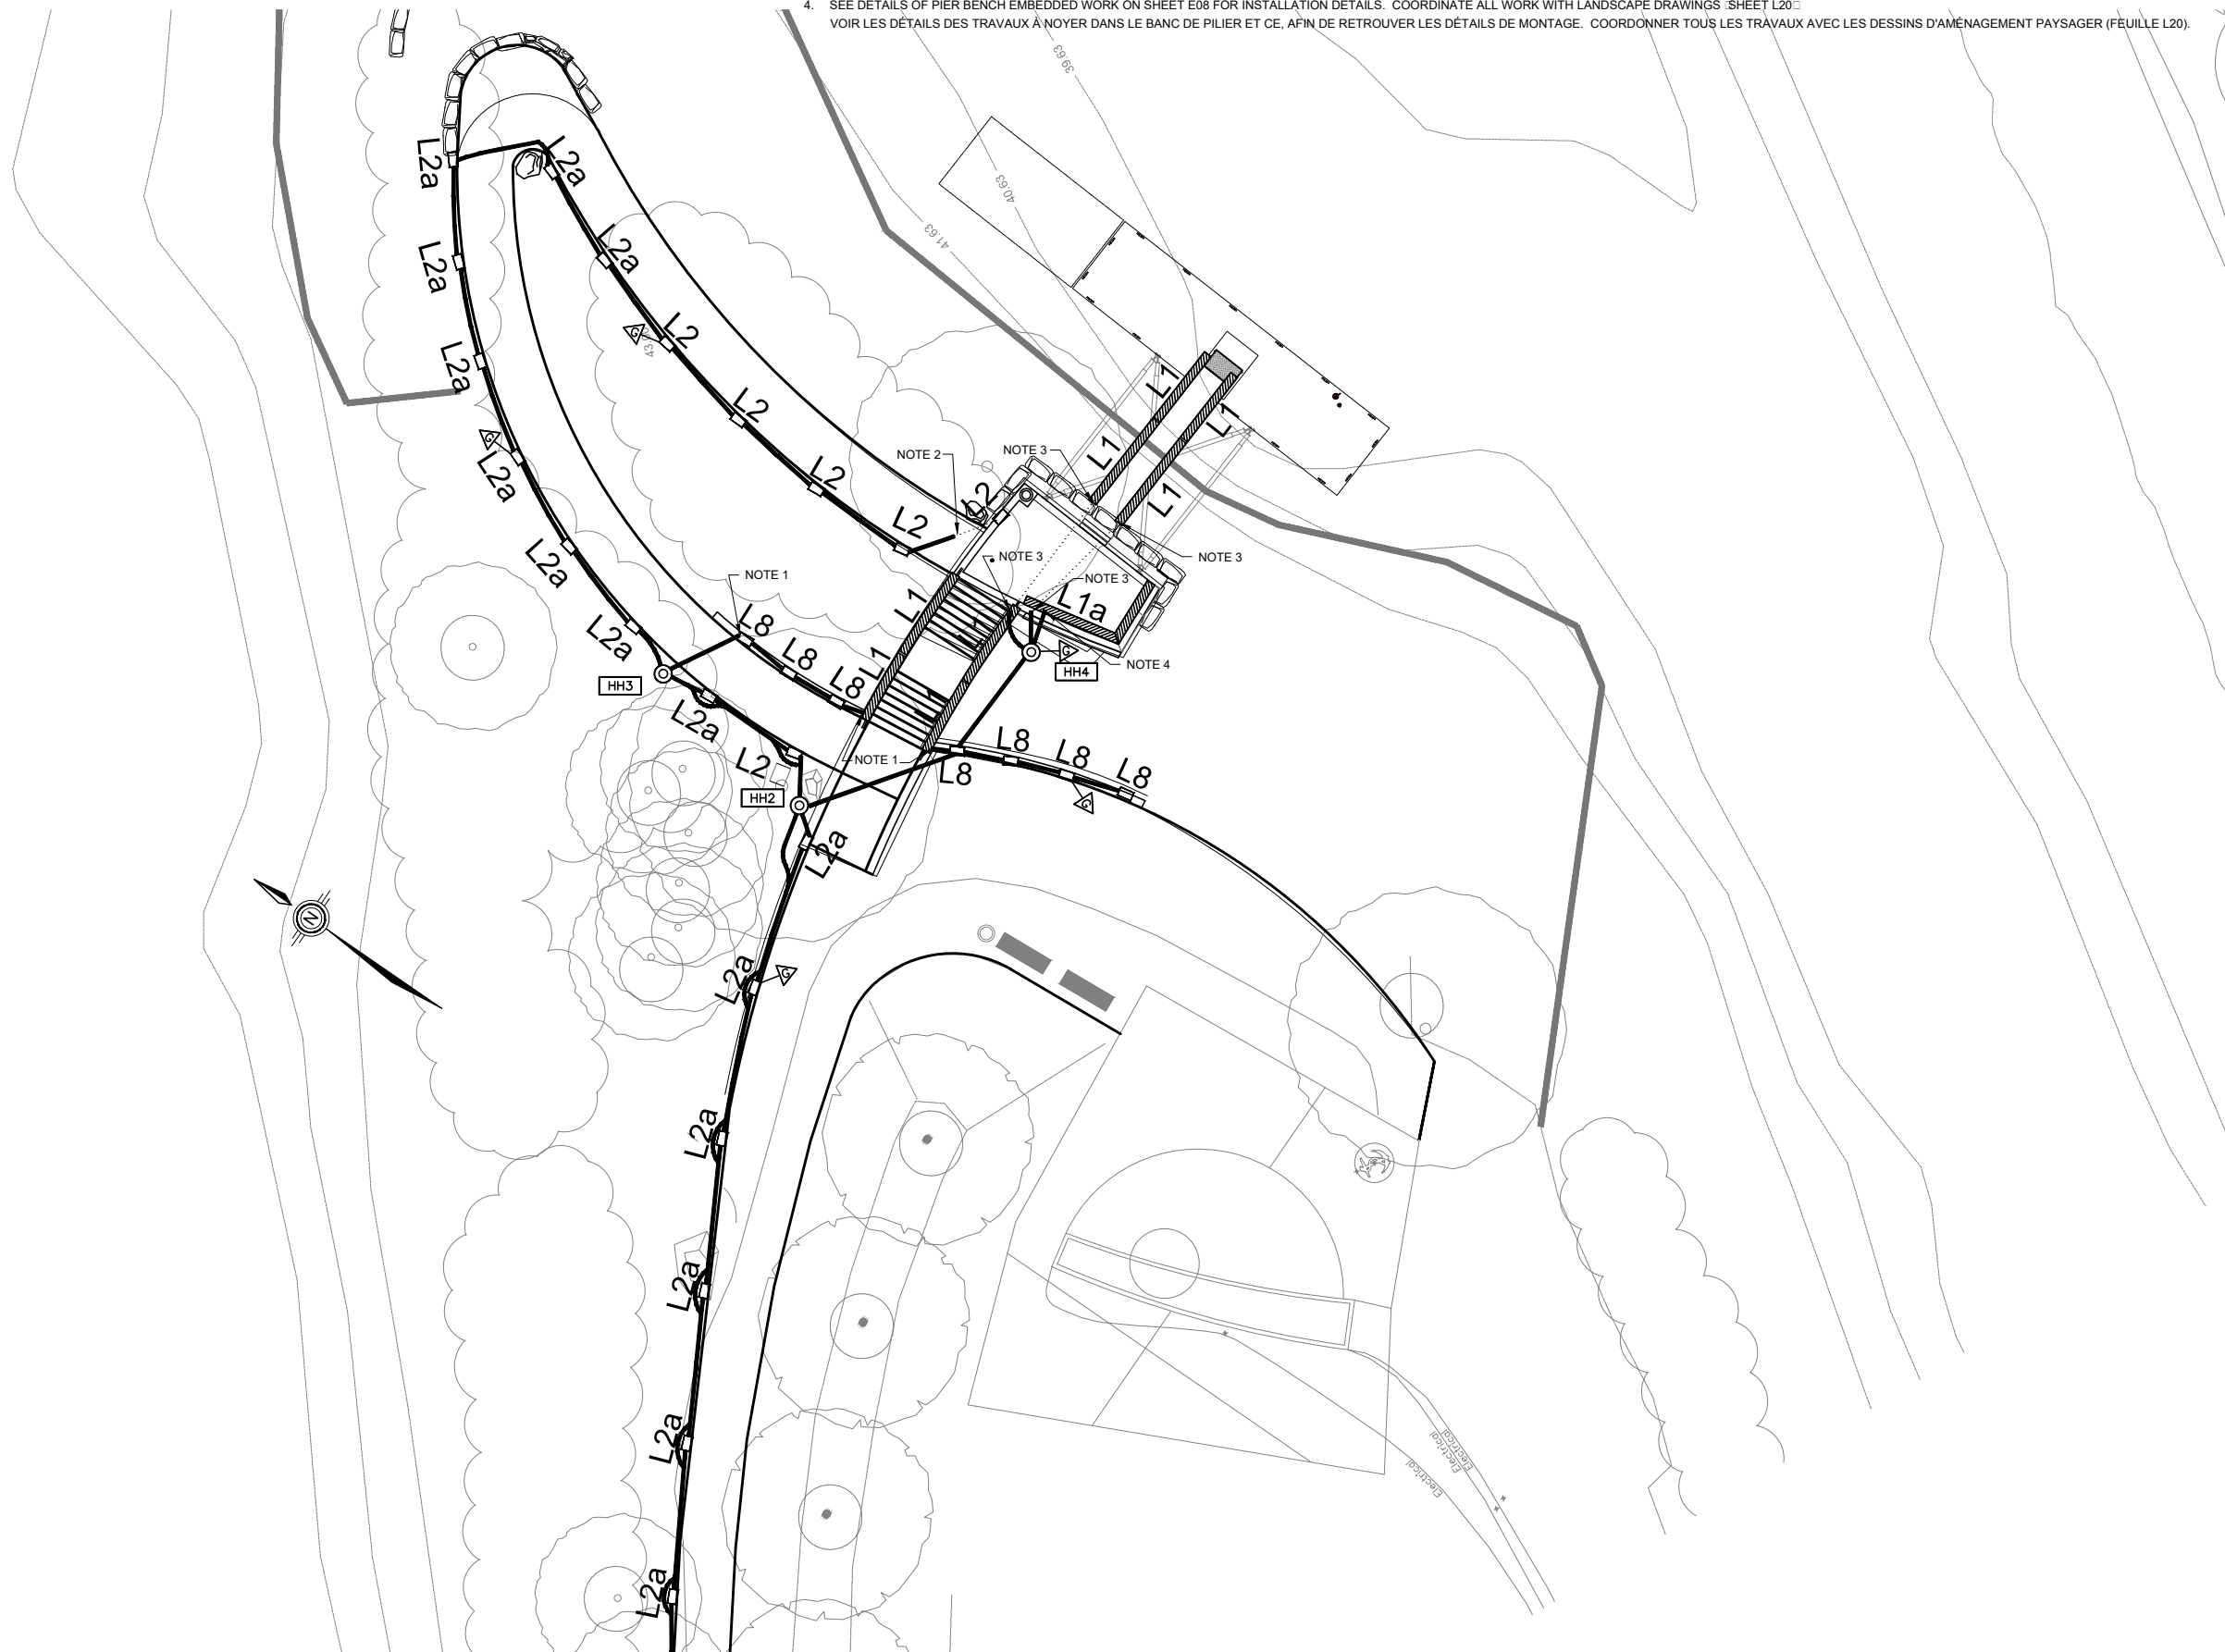 4. SEE DETAILS OF PIER BENCH EMBEDDED WORK ON SHEET E08 FOR INSTALLATION DETAILS. COORDINATE ALL WORK WITH LANDSCAPE DRAWINGS □SHEET L20□
VOIR LES DÉTAILS DES TRAVAUX À NOYER DANS LE BANC DE PILIER ET CE, AFIN DE RETROUVER LES DÉTAILS DE MONTAGE. COORDONNER TOUS LES TRAVAUX AVEC LES DESSINS D'AMÉNAGEMENT PAYSAGER (FEUILLE L20).
39.63
40.63
41.63
L2a
L2a
L2a
L2a
L2
G
L2a
L2
L1
L1
G
L2a
L2
NOTE 2
NOTE 3
L1
L1
L2
L2
L2a
NOTE 3
NOTE 3
NOTE 1
NOTE 3
L1
L1a
L8
L2a
L1
L8
L8
G
NOTE 4
HH4
HH3
L2a
L2
NOTE 1
L8
L8
L8
L8
HH2
G
L2a
N
L2a
G
L2a
L2a
L2a
Electrical
Electrical
Electrical
L2a